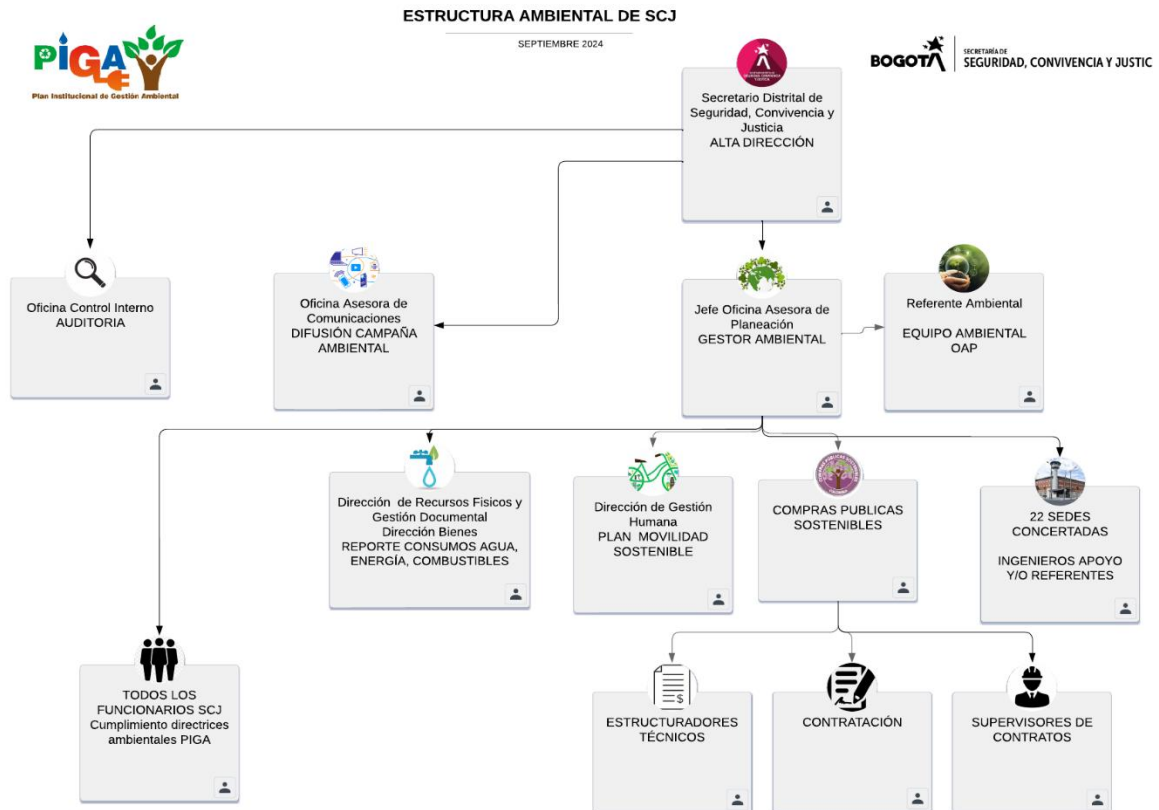 ESTRUCTURA AMBIENTAL DE SCJ
SEPTIEMBRE 2024
PIGA
Plan Institucional de Gestión Ambiental
BOGOTÁ
SECRETARÍA DE
SEGURIDAD, CONVIVENCIA Y JUSTIC
Secretario Distrital de
Seguridad, Convivencia y
Justicia
ALTA DIRECCIÓN
Oficina Control Interno
AUDITORIA
Oficina Asesora de
Comunicaciones
DIFUSIÓN CAMPAÑA
AMBIENTAL
Jefe Oficina Asesora de
Planeación
GESTOR AMBIENTAL
Referente Ambiental
EQUIPO AMBIENTAL
OAP
Dirección de Recursos Fisicos y
Gestión Documental
Dirección Bienes
REPORTE CONSUMOS AGUA,
ENERGÍA, COMBUSTIBLES
Dirección de Gestión
Humana
PLAN MOVILIDAD
SOSTENIBLE
COMPRAS PUBLICAS
SOSTENIBLES
22 SEDES
CONCERTADAS
INGENIEROS APOYO
Y/O REFERENTES
TODOS LOS
FUNCIONARIOS SCJ
Cumplimiento directrices
ambientales PIGA
$
ESTRUCTURADORES
TÉCNICOS
CONTRATACIÓN
SUPERVISORES DE
CONTRATOS